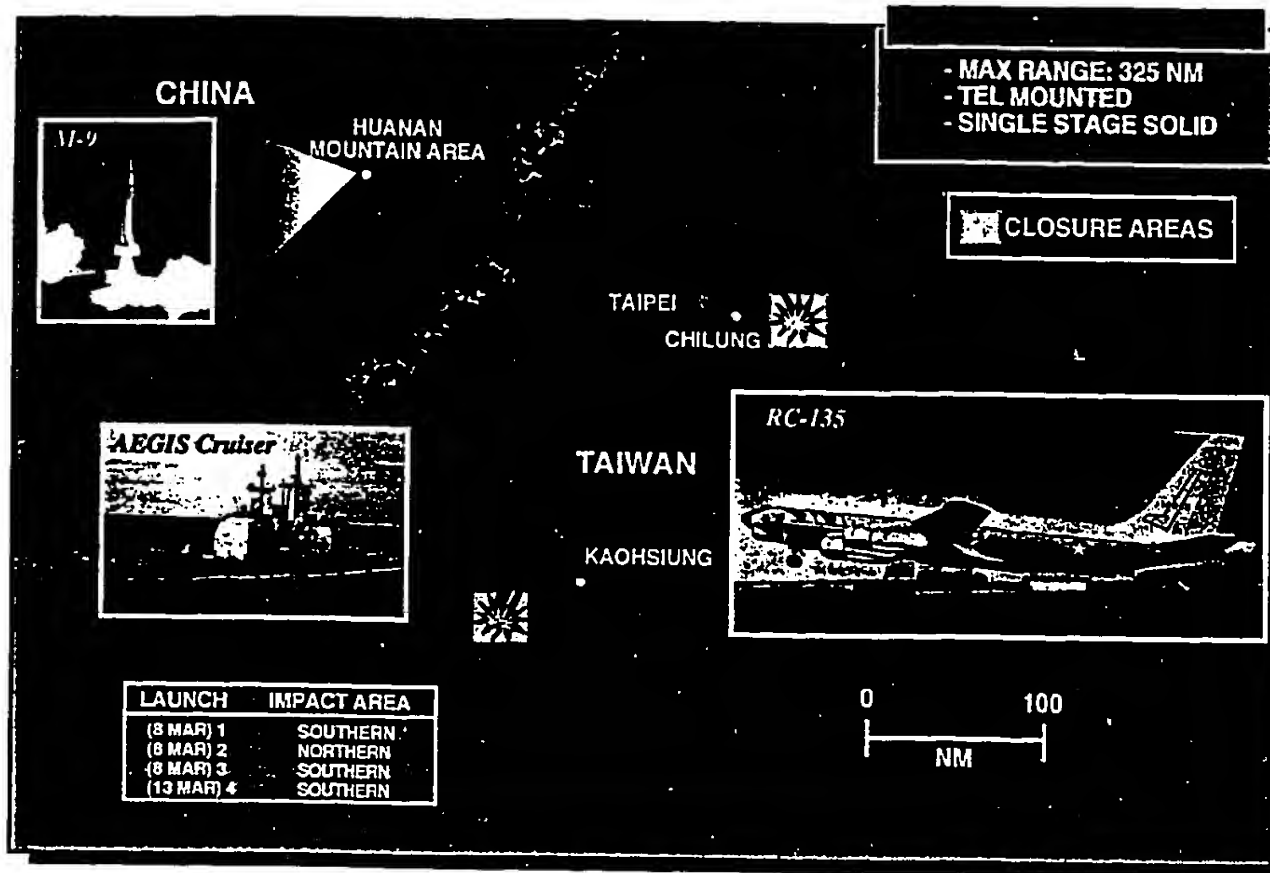 - MAX RANGE: 325 NM
- TEL MOUNTED
- SINGLE STAGE SOLID
CHINA
M-9
HUANAN
MOUNTAIN AREA
CLOSURE AREAS
TAIPEI
CHILUNG
AEGIS Cruiser
RC-135
TAIWAN
KAOHSIUNG
LAUNCH IMPACT AREA
(8 MAR) 1 SOUTHERN
(8 MAR) 2 NORTHERN
(8 MAR) 3 SOUTHERN
(13 MAR) 4 SOUTHERN
0 100
NM